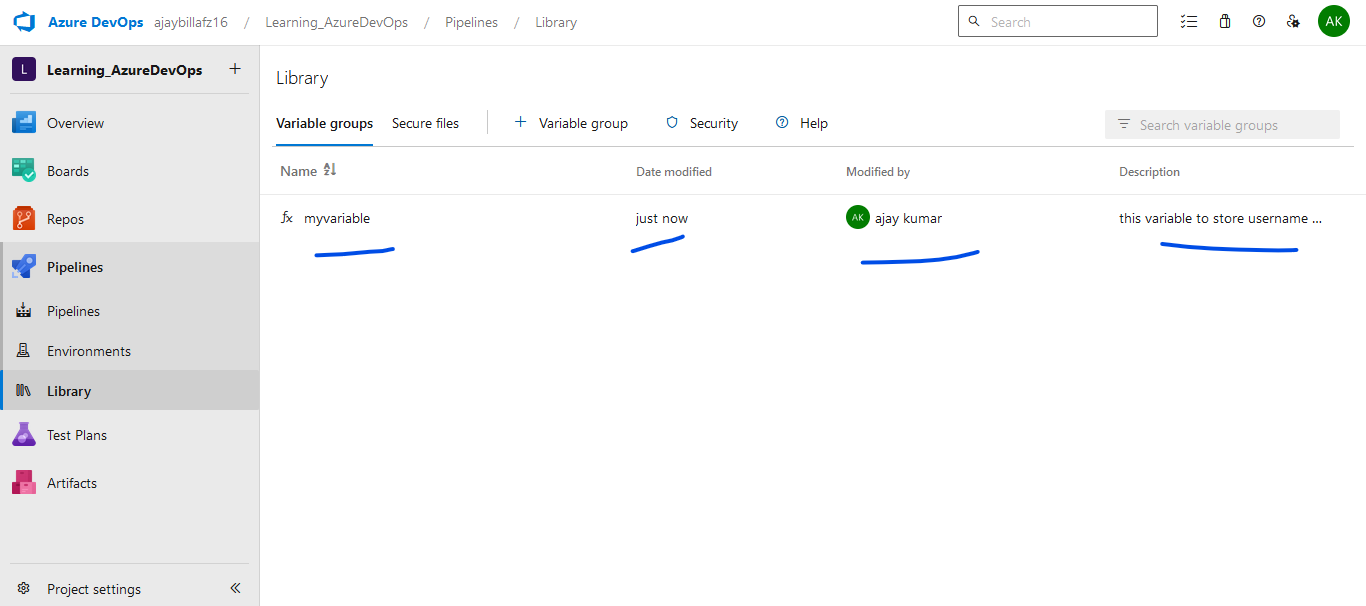 Azure DevOps ajaybillafz16 / Learning_AzureDevOps / Pipelines / Library Search AK
L Learning_AzureDevOps +
Overview
Boards
Repos
Pipelines
Pipelines
Environments
Library
Test Plans
Artifacts
Project settings
Library
Variable groups Secure files + Variable group Security Help Search variable groups
Name Date modified Modified by Description
fx myvariable just now AK ajay kumar this variable to store username ...